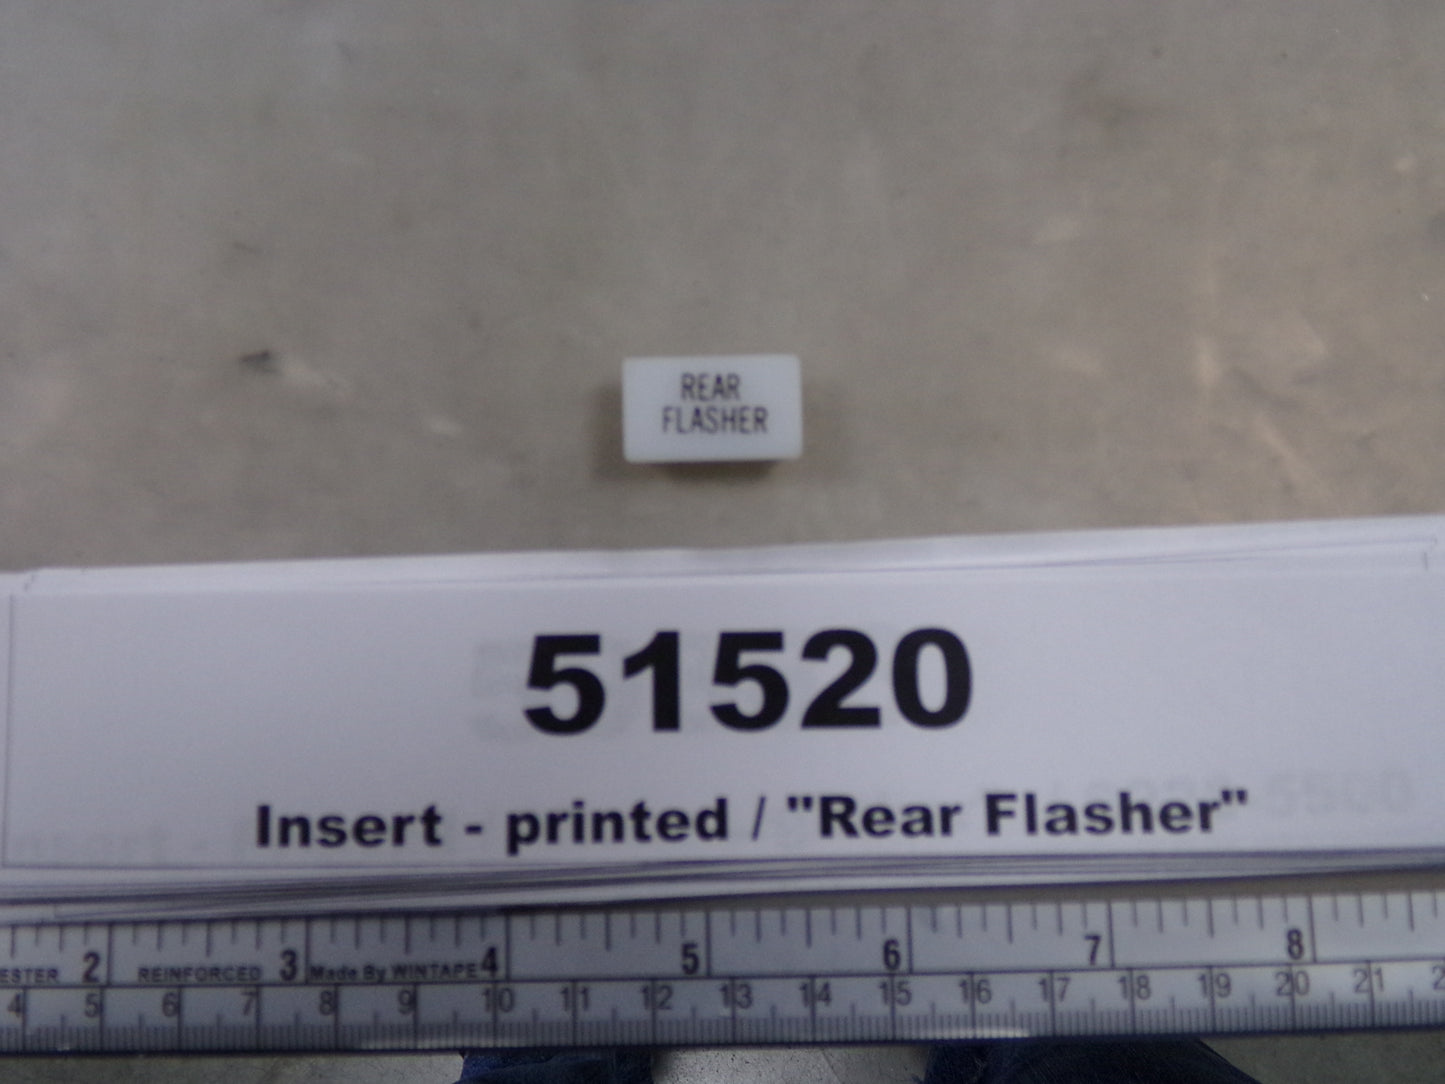 REAR
FLASHER
51520
Insert - printed / "Rear Flasher"
2 REINFORCED 3 Made By WINTAPE 4 5 6 7 8
4 5 6 7 8 9 10 11 12 13 14 15 16 17 18 19 20 21